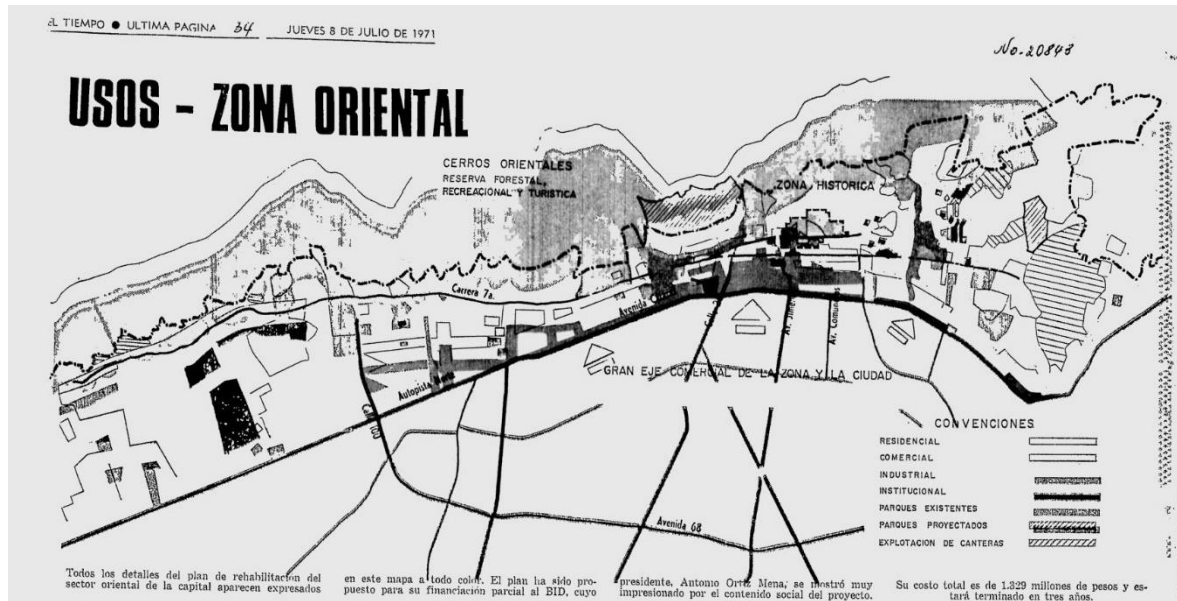 EL TIEMPO ● ULTIMA PAGINA 34 JUEVES 8 DE JULIO DE 1971
No. 20843
USOS - ZONA ORIENTAL
CERROS ORIENTALES
RESERVA FORESTAL,
RECREACIONAL Y TURISTICA
ZONA HISTORICA
Carrera 7a.
Avenida
Av. Comuneros
GRAN EJE COMERCIAL DE LA ZONA Y LA CIUDAD
Autopista Norte
Calle 100
Avenida 68
CONVENCIONES
RESIDENCIAL
COMERCIAL
INDUSTRIAL
INSTITUCIONAL
PARQUES EXISTENTES
PARQUES PROYECTADOS
EXPLOTACION DE CANTERAS
Todos los detalles del plan de rehabilitación del
sector oriental de la capital aparecen expresados
en este mapa a todo color. El plan ha sido pro-
puesto para su financiación parcial al BID, cuyo
presidente, Antonio Ortiz Mena, se mostró muy
impresionado por el contenido social del proyecto.
Su costo total es de 1.329 millones de pesos y es-
tará terminado en tres años.